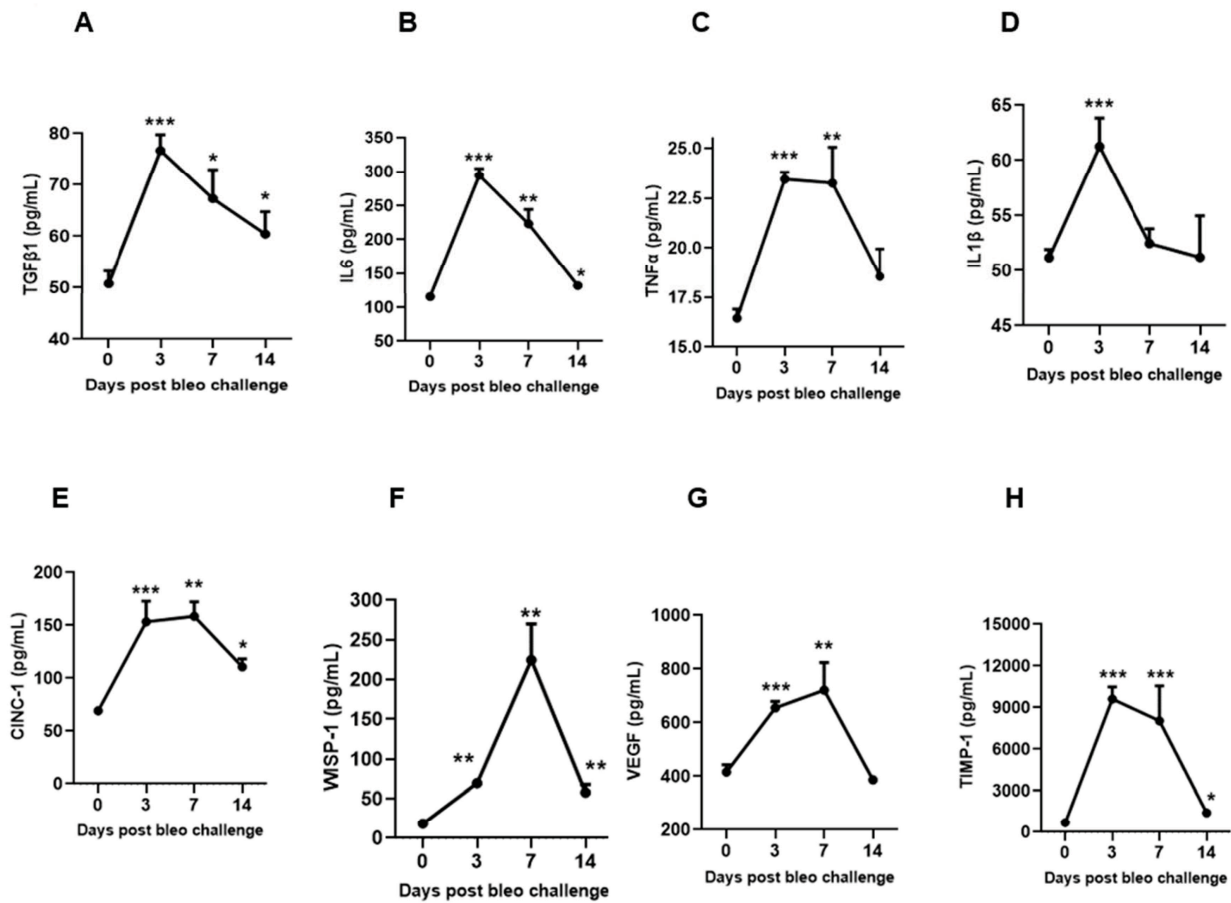 A
B
C
D
TGFβ1 (pg/mL)
80
70
60
50
40
***
*
*
0 3 7 14
Days post bleo challenge
IL6 (pg/mL)
350
300
250
200
150
100
50
***
**
*
0 3 7 14
Days post bleo challenge
TNFα (pg/mL)
25.0
22.5
20.0
17.5
15.0
***
**
0 3 7 14
Days post bleo challenge
IL1β (pg/mL)
65
60
55
50
45
***
0 3 7 14
Days post bleo challenge
E
F
G
H
CINC-1 (pg/mL)
200
150
100
50
0
***
**
*
0 3 7 14
Days post bleo challenge
WISP-1 (pg/mL)
300
250
200
150
100
50
0
**
**
**
0 3 7 14
Days post bleo challenge
VEGF (pg/mL)
1000
800
600
400
200
***
**
0 3 7 14
Days post bleo challenge
TIMP-1 (pg/mL)
15000
12000
9000
6000
3000
0
***
***
*
0 3 7 14
Days post bleo challenge